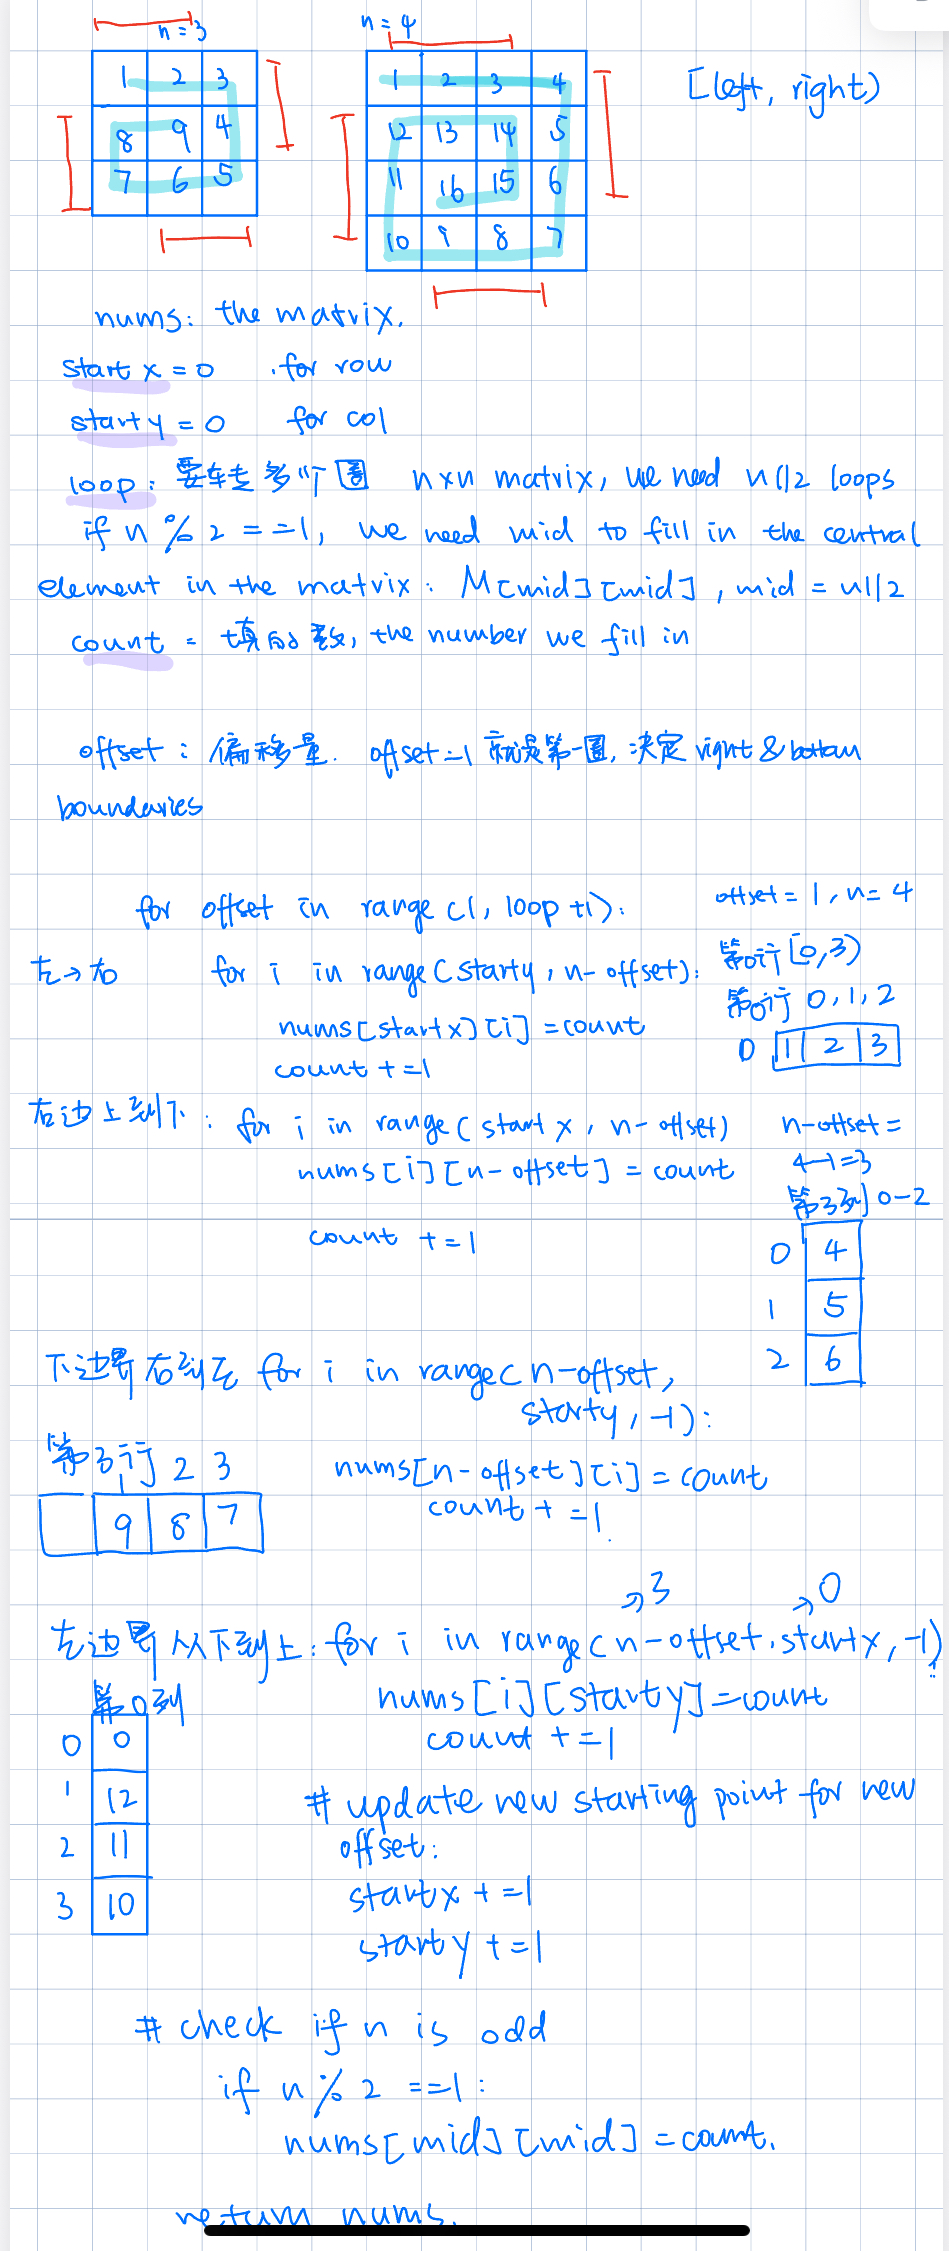 n=3
n=4
1 2 3
8 9 4
7 6 5
1 2 3 4
12 13 14 5
11 16 15 6
10 9 8 7
[left, right)
nums: the matrix.
start x = 0 for row
start y = 0 for col
loop: 要转多少个圈 nxn matrix, we need n//2 loops
if n % 2 ==1, we need mid to fill in the central
element in the matrix: M[mid][mid], mid = n//2
count = 填的数, the number we fill in
offset: 偏移量. offset=1 就是第一圈, 决定 right & bottom
boundaries
for offset in range(1, loop+1):
offset = 1, n = 4
左→右 for i in range(starty, n-offset):
第0行 [0,3)
第0行 0,1,2
nums[startx][i] = count
0 1 2 3
count +=1
右边上到下: for i in range(start x, n-offset)
n-offset =
nums[i][n-offset] = count
4-1=3
第3列 0-2
count +=1
0 4
1 5
2 6
下边界右到左 for i in range(n-offset,
starty, -1):
第3行 1 2 3
nums[n-offset][i] = count
9 8 7
count +=1
→3 →0
左边界从下到上: for i in range(n-offset, startx, -1):
第0列
nums[i][starty] = count
0 0
count +=1
1 12
# update new starting point for new
2 11
offset:
3 10
startx +=1
starty +=1
# check if n is odd
if n % 2 ==1:
nums[mid][mid] = count.
return nums.